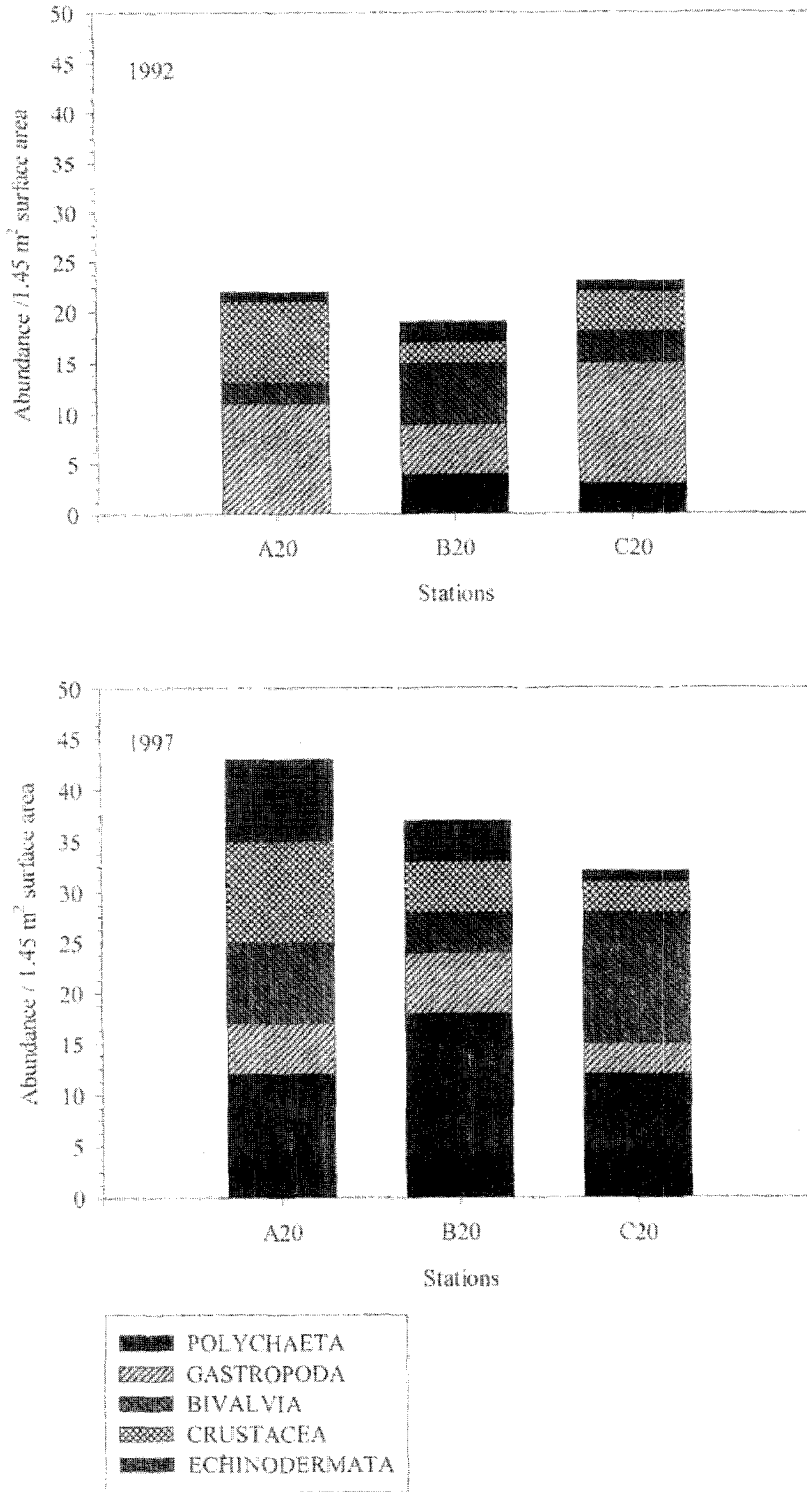 50
45
40
35
30
25
20
15
10
5
0
Abundance /1.45 m² surface area
1992
A20 B20 C20
Stations
50
45
40
35
30
25
20
15
10
5
0
Abundance / 1.45 m² surface area
1997
A20 B20 C20
Stations
POLYCHAETA
GASTROPODA
BIVALVIA
CRUSTACEA
ECHINODERMATA